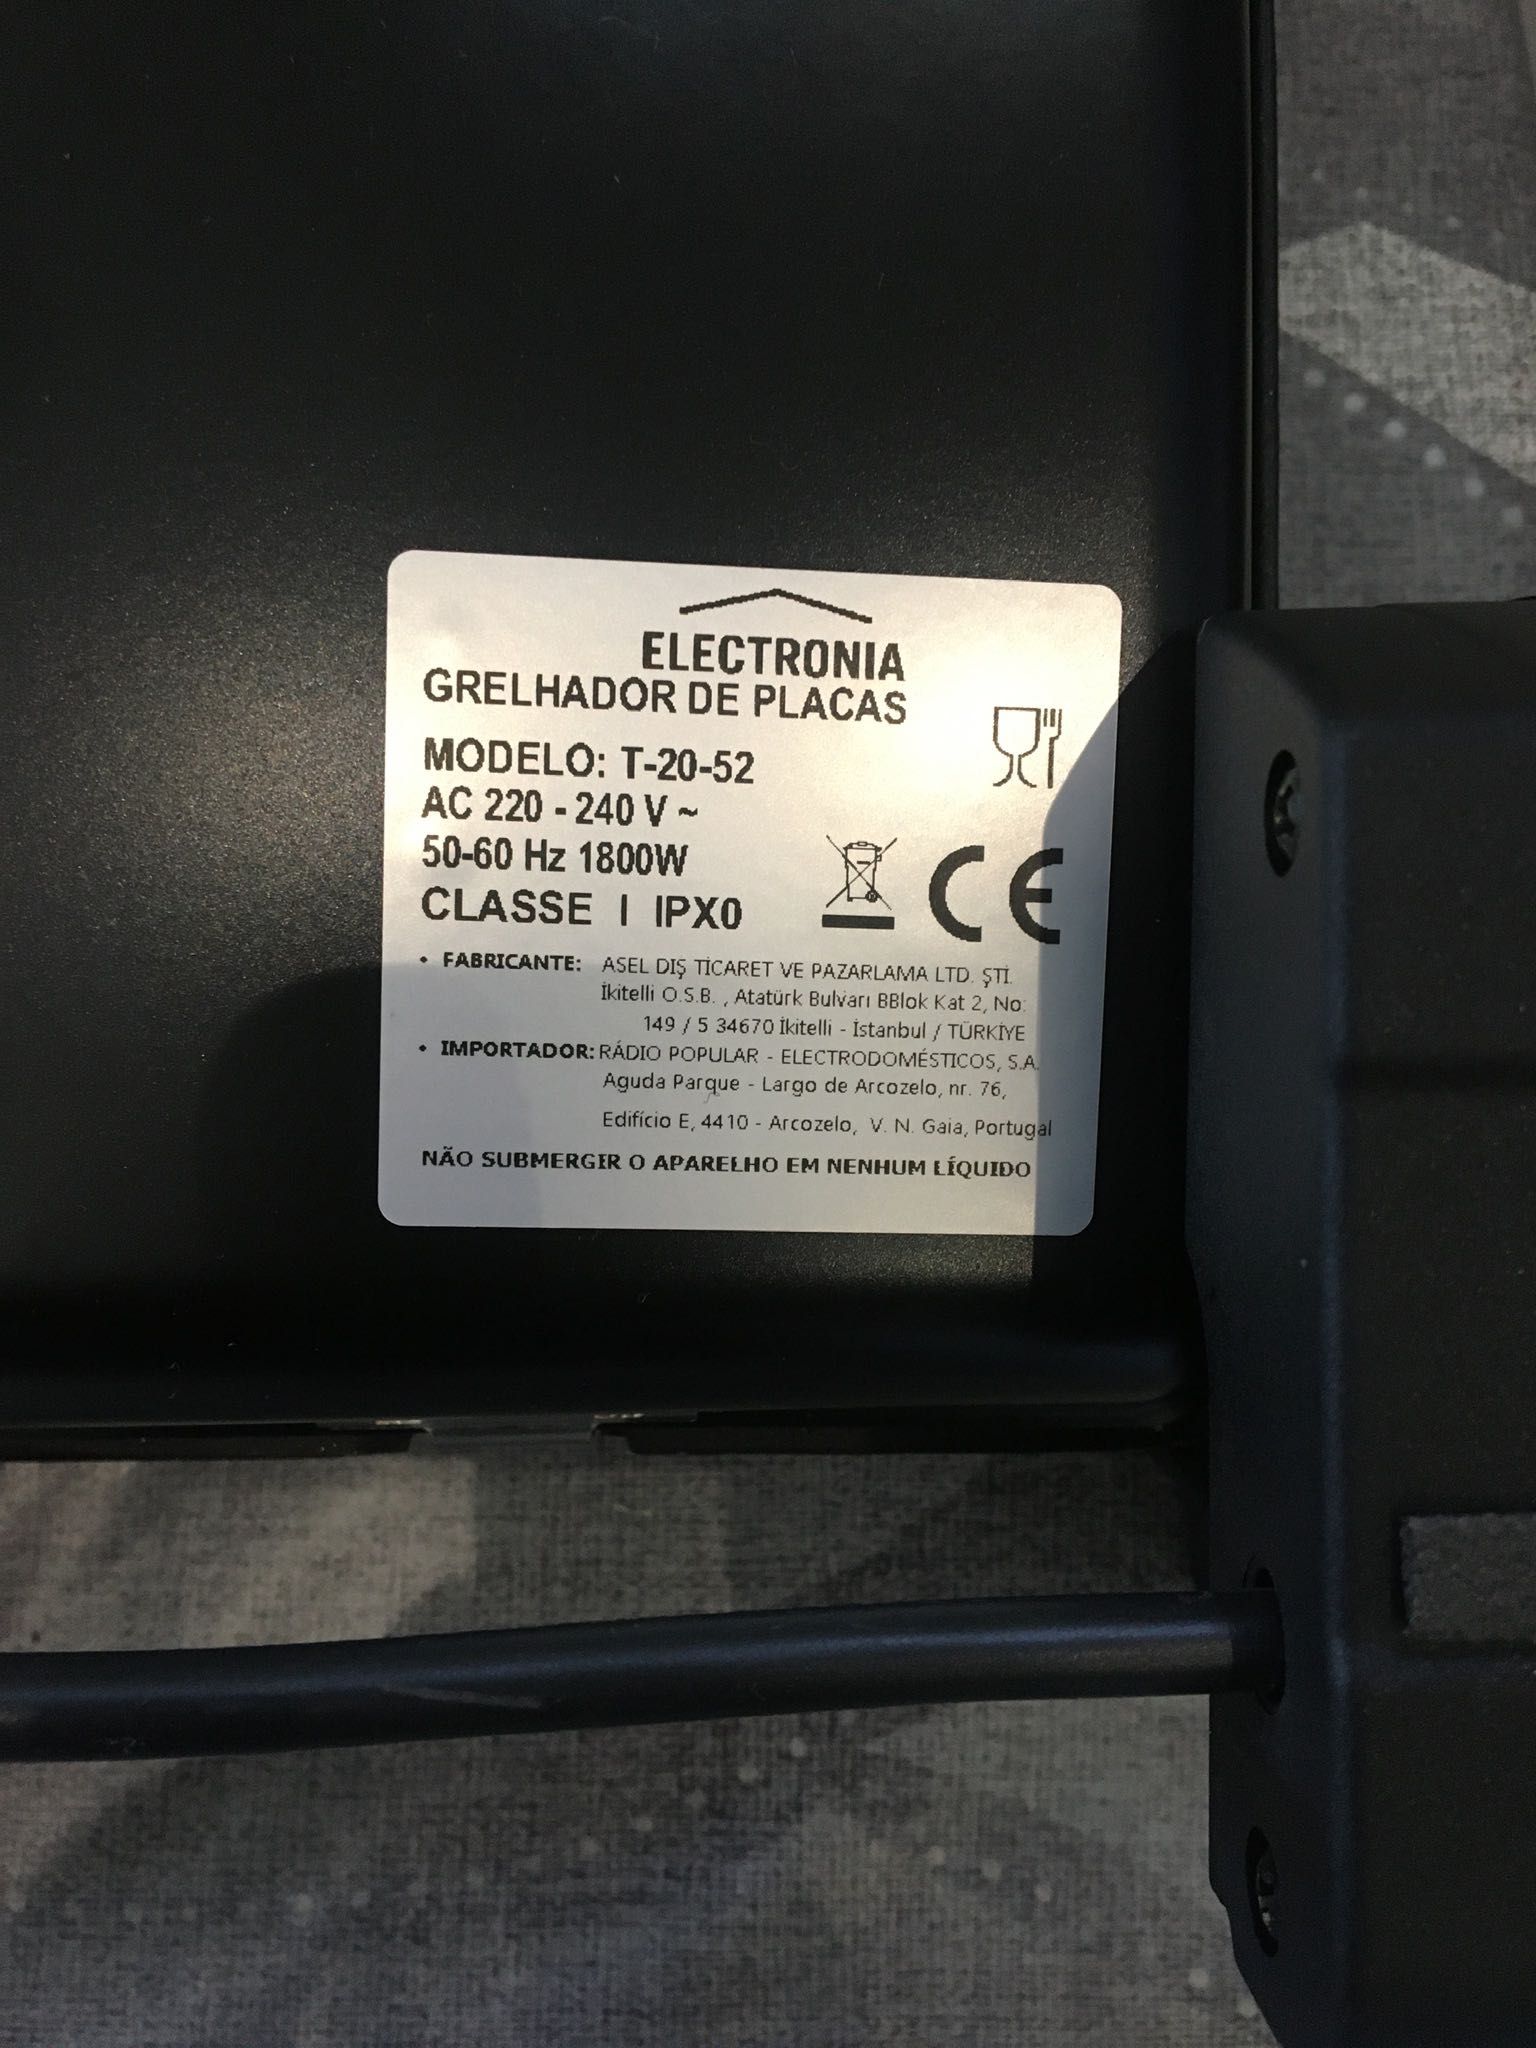 ELECTRONIA
GRELHADOR DE PLACAS
MODELO: T-20-52
AC 220 - 240 V ~
50-60 Hz 1800W
CLASSE I IPX0
CE
• FABRICANTE: ASEL DIŞ TİCARET VE PAZARLAMA LTD. ŞTİ.
İkitelli O.S.B. , Atatürk Bulvarı BBlok Kat 2, No:
149 / 5 34670 İkitelli - İstanbul / TÜRKİYE
• IMPORTADOR: RÁDIO POPULAR - ELECTRODOMÉSTICOS, S.A.
Aguda Parque - Largo de Arcozelo, nr. 76,
Edifício E, 4410 - Arcozelo, V. N. Gaia, Portugal
NÃO SUBMERGIR O APARELHO EM NENHUM LÍQUIDO